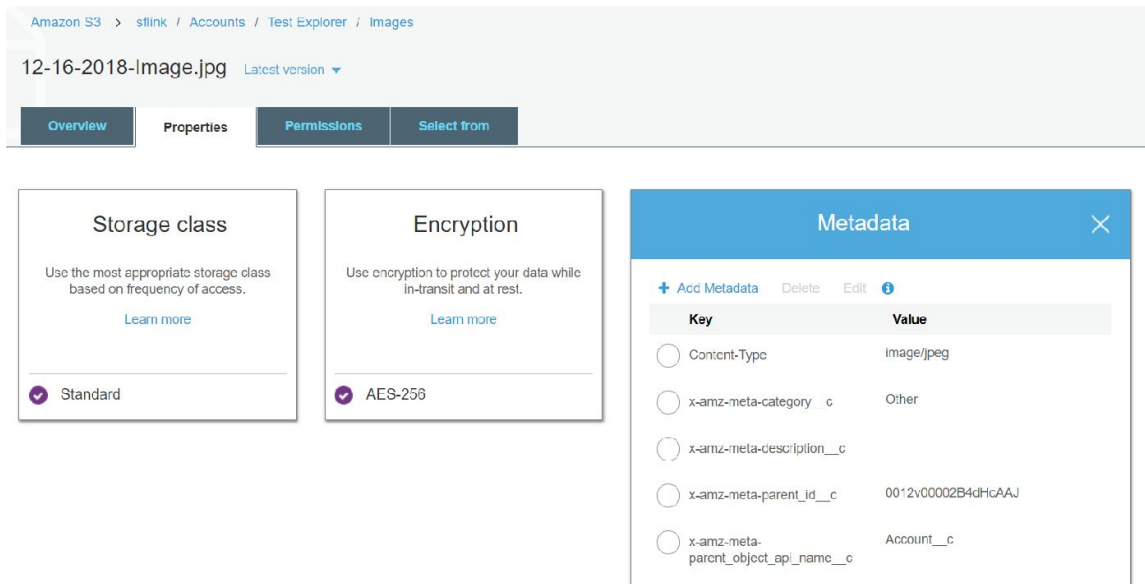 Amazon S3 > sflink / Accounts / Test Explorer / Images
12-16-2018-Image.jpg Latest version
Overview Properties Permissions Select from
Storage class
Use the most appropriate storage class
based on frequency of access.
Learn more
Standard
Encryption
Use encryption to protect your data while
in-transit and at rest.
Learn more
AES-256
Metadata
+ Add Metadata Delete Edit
Key Value
Content-Type image/jpeg
x-amz-meta-category__c Other
x-amz-meta-description__c
x-amz-meta-parent_id__c 0012v00002B4dHcAAJ
x-amz-meta- Account__c
parent_object_api_name__c